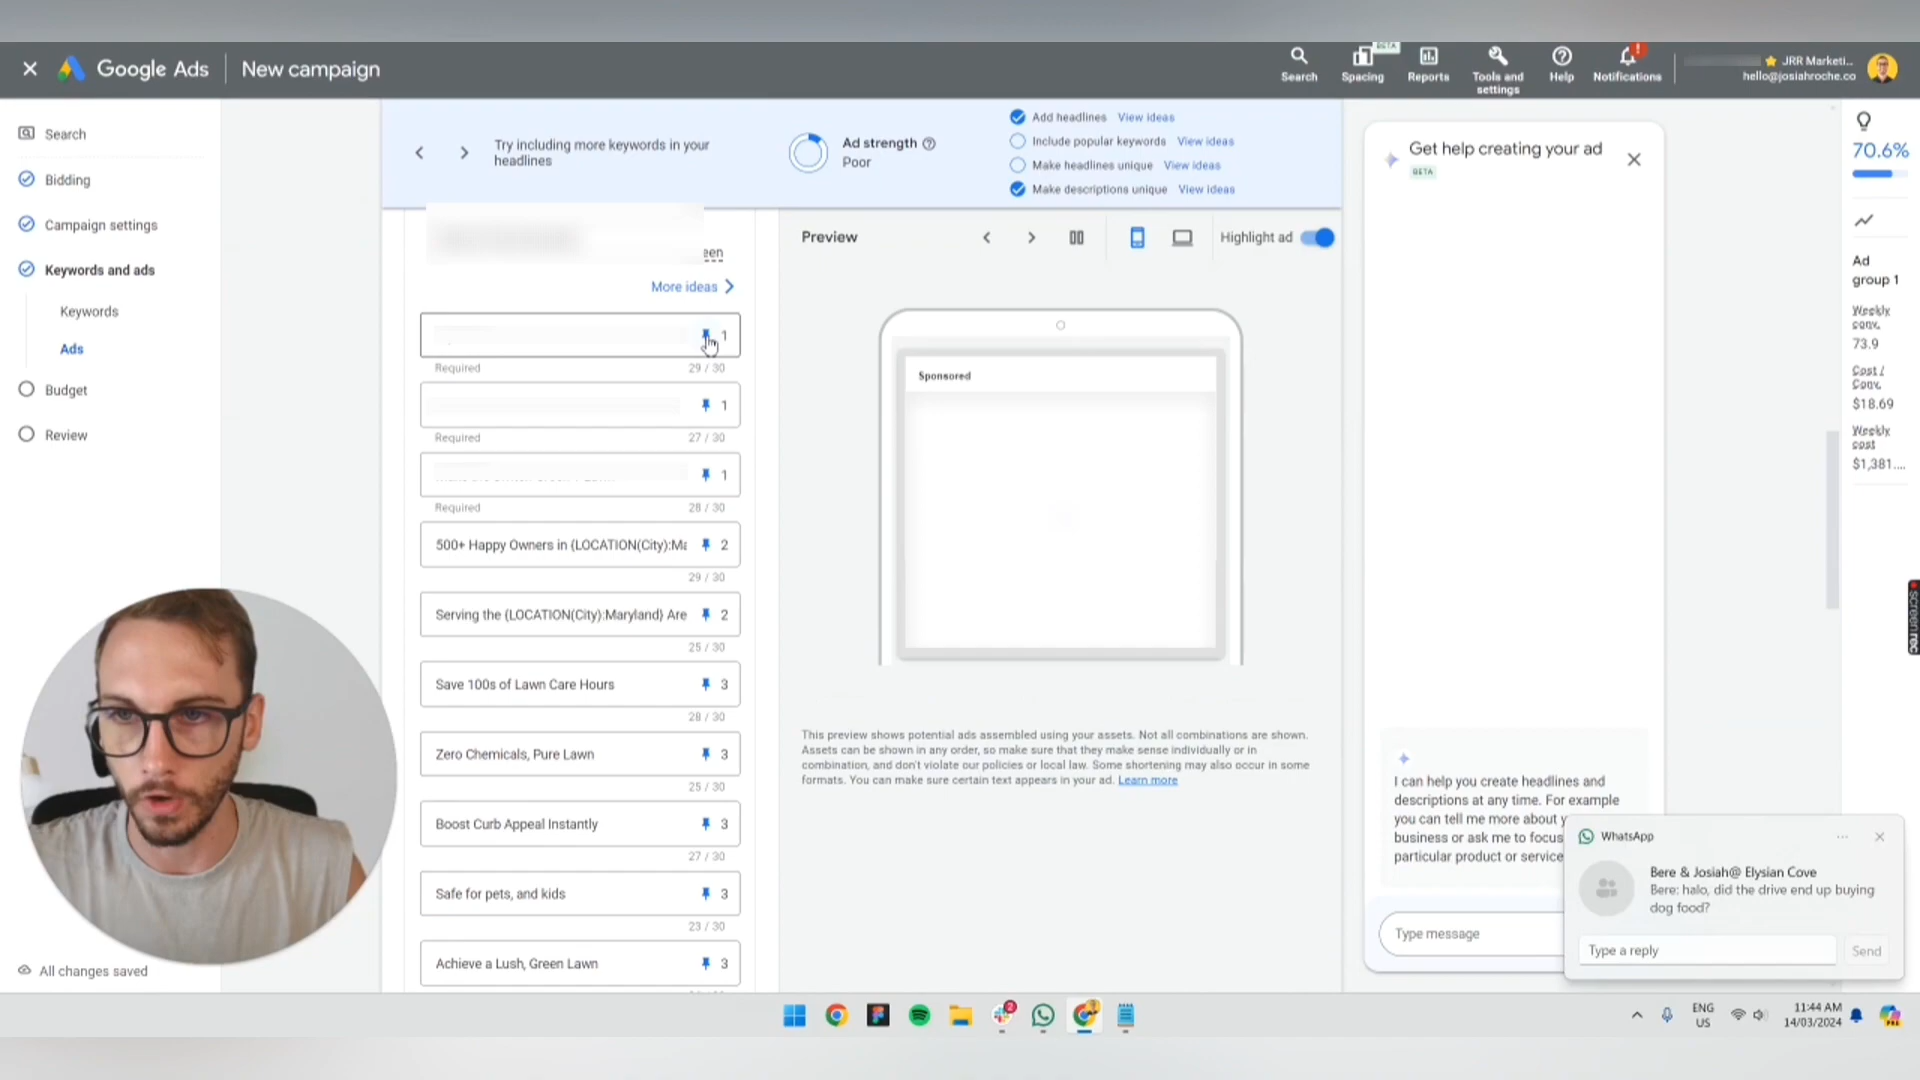 Google Ads
New campaign
Search
BETA
Spacing
Reports
Tools and
settings
Help
Notifications
JRR Marketi...
hello@josiahroche.co
Search
Bidding
Campaign settings
Keywords and ads
Keywords
Ads
Budget
Review
All changes saved
Try including more keywords in your
headlines
Ad strength
Poor
Add headlines View ideas
Include popular keywords View ideas
Make headlines unique View ideas
Make descriptions unique View ideas
een
More ideas
1
Required 29 / 30
1
Required 27 / 30
1
Required 28 / 30
500+ Happy Owners in {LOCATION(City):Ma 2
29 / 30
Serving the {LOCATION(City):Maryland} Are 2
25 / 30
Save 100s of Lawn Care Hours 3
28 / 30
Zero Chemicals, Pure Lawn 3
25 / 30
Boost Curb Appeal Instantly 3
27 / 30
Safe for pets, and kids 3
23 / 30
Achieve a Lush, Green Lawn 3
Preview
Highlight ad
Sponsored
This preview shows potential ads assembled using your assets. Not all combinations are shown.
Assets can be shown in any order, so make sure that they make sense individually or in
combination, and don't violate our policies or local law. Some shortening may also occur in some
formats. You can make sure certain text appears in your ad. Learn more
Get help creating your ad
BETA
I can help you create headlines and
descriptions at any time. For example
you can tell me more about y
business or ask me to focus
particular product or service
Type message
70.6%
Ad
group 1
Weekly
conv.
73.9
Cost /
Conv.
$18.69
Weekly
cost
$1,381....
screenrec
WhatsApp
Bere & Josiah@ Elysian Cove
Bere: halo, did the drive end up buying
dog food?
Type a reply
Send
2
ENG
US
11:44 AM
14/03/2024